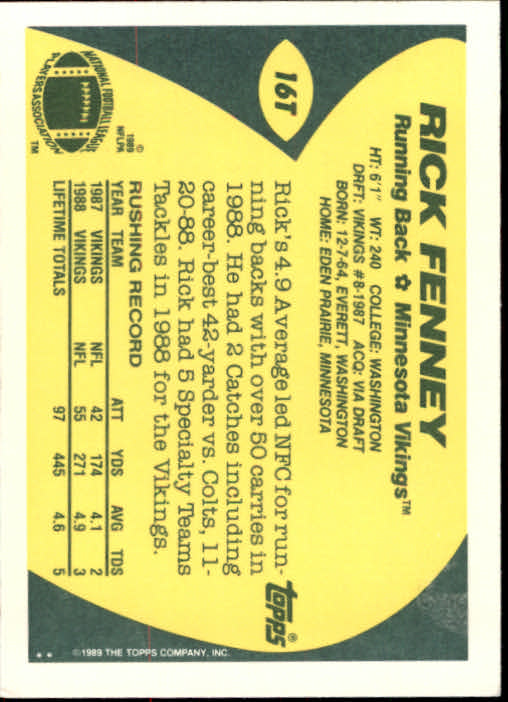 16T
RICK FENNEY
Running Back ✿ Minnesota Vikings™
HT: 6'1" WT: 240 COLLEGE: WASHINGTON
DRFT: VIKINGS #8-1987 ACQ: VIA DRAFT
BORN: 12-7-64, EVERETT, WASHINGTON
HOME: EDEN PRAIRIE, MINNESOTA
Rick's 4.9 Average led NFC for run-
ning backs with over 50 carries in
1988. He had 2 Catches including
career-best 42-yarder vs. Colts, 11-
20-88. Rick had 5 Specialty Teams
Tackles in 1988 for the Vikings.
RUSHING RECORD
YEAR TEAM ATT YDS AVG TDS
1987 VIKINGS NFL 42 174 4.1 2
1988 VIKINGS NFL 55 271 4.9 3
LIFETIME TOTALS 97 445 4.6 5
NATIONAL FOOTBALL LEAGUE
PLAYERS ASSOCIATION
™
©
1989
NFLPA
TOPPS®
©1989 THE TOPPS COMPANY, INC.
**